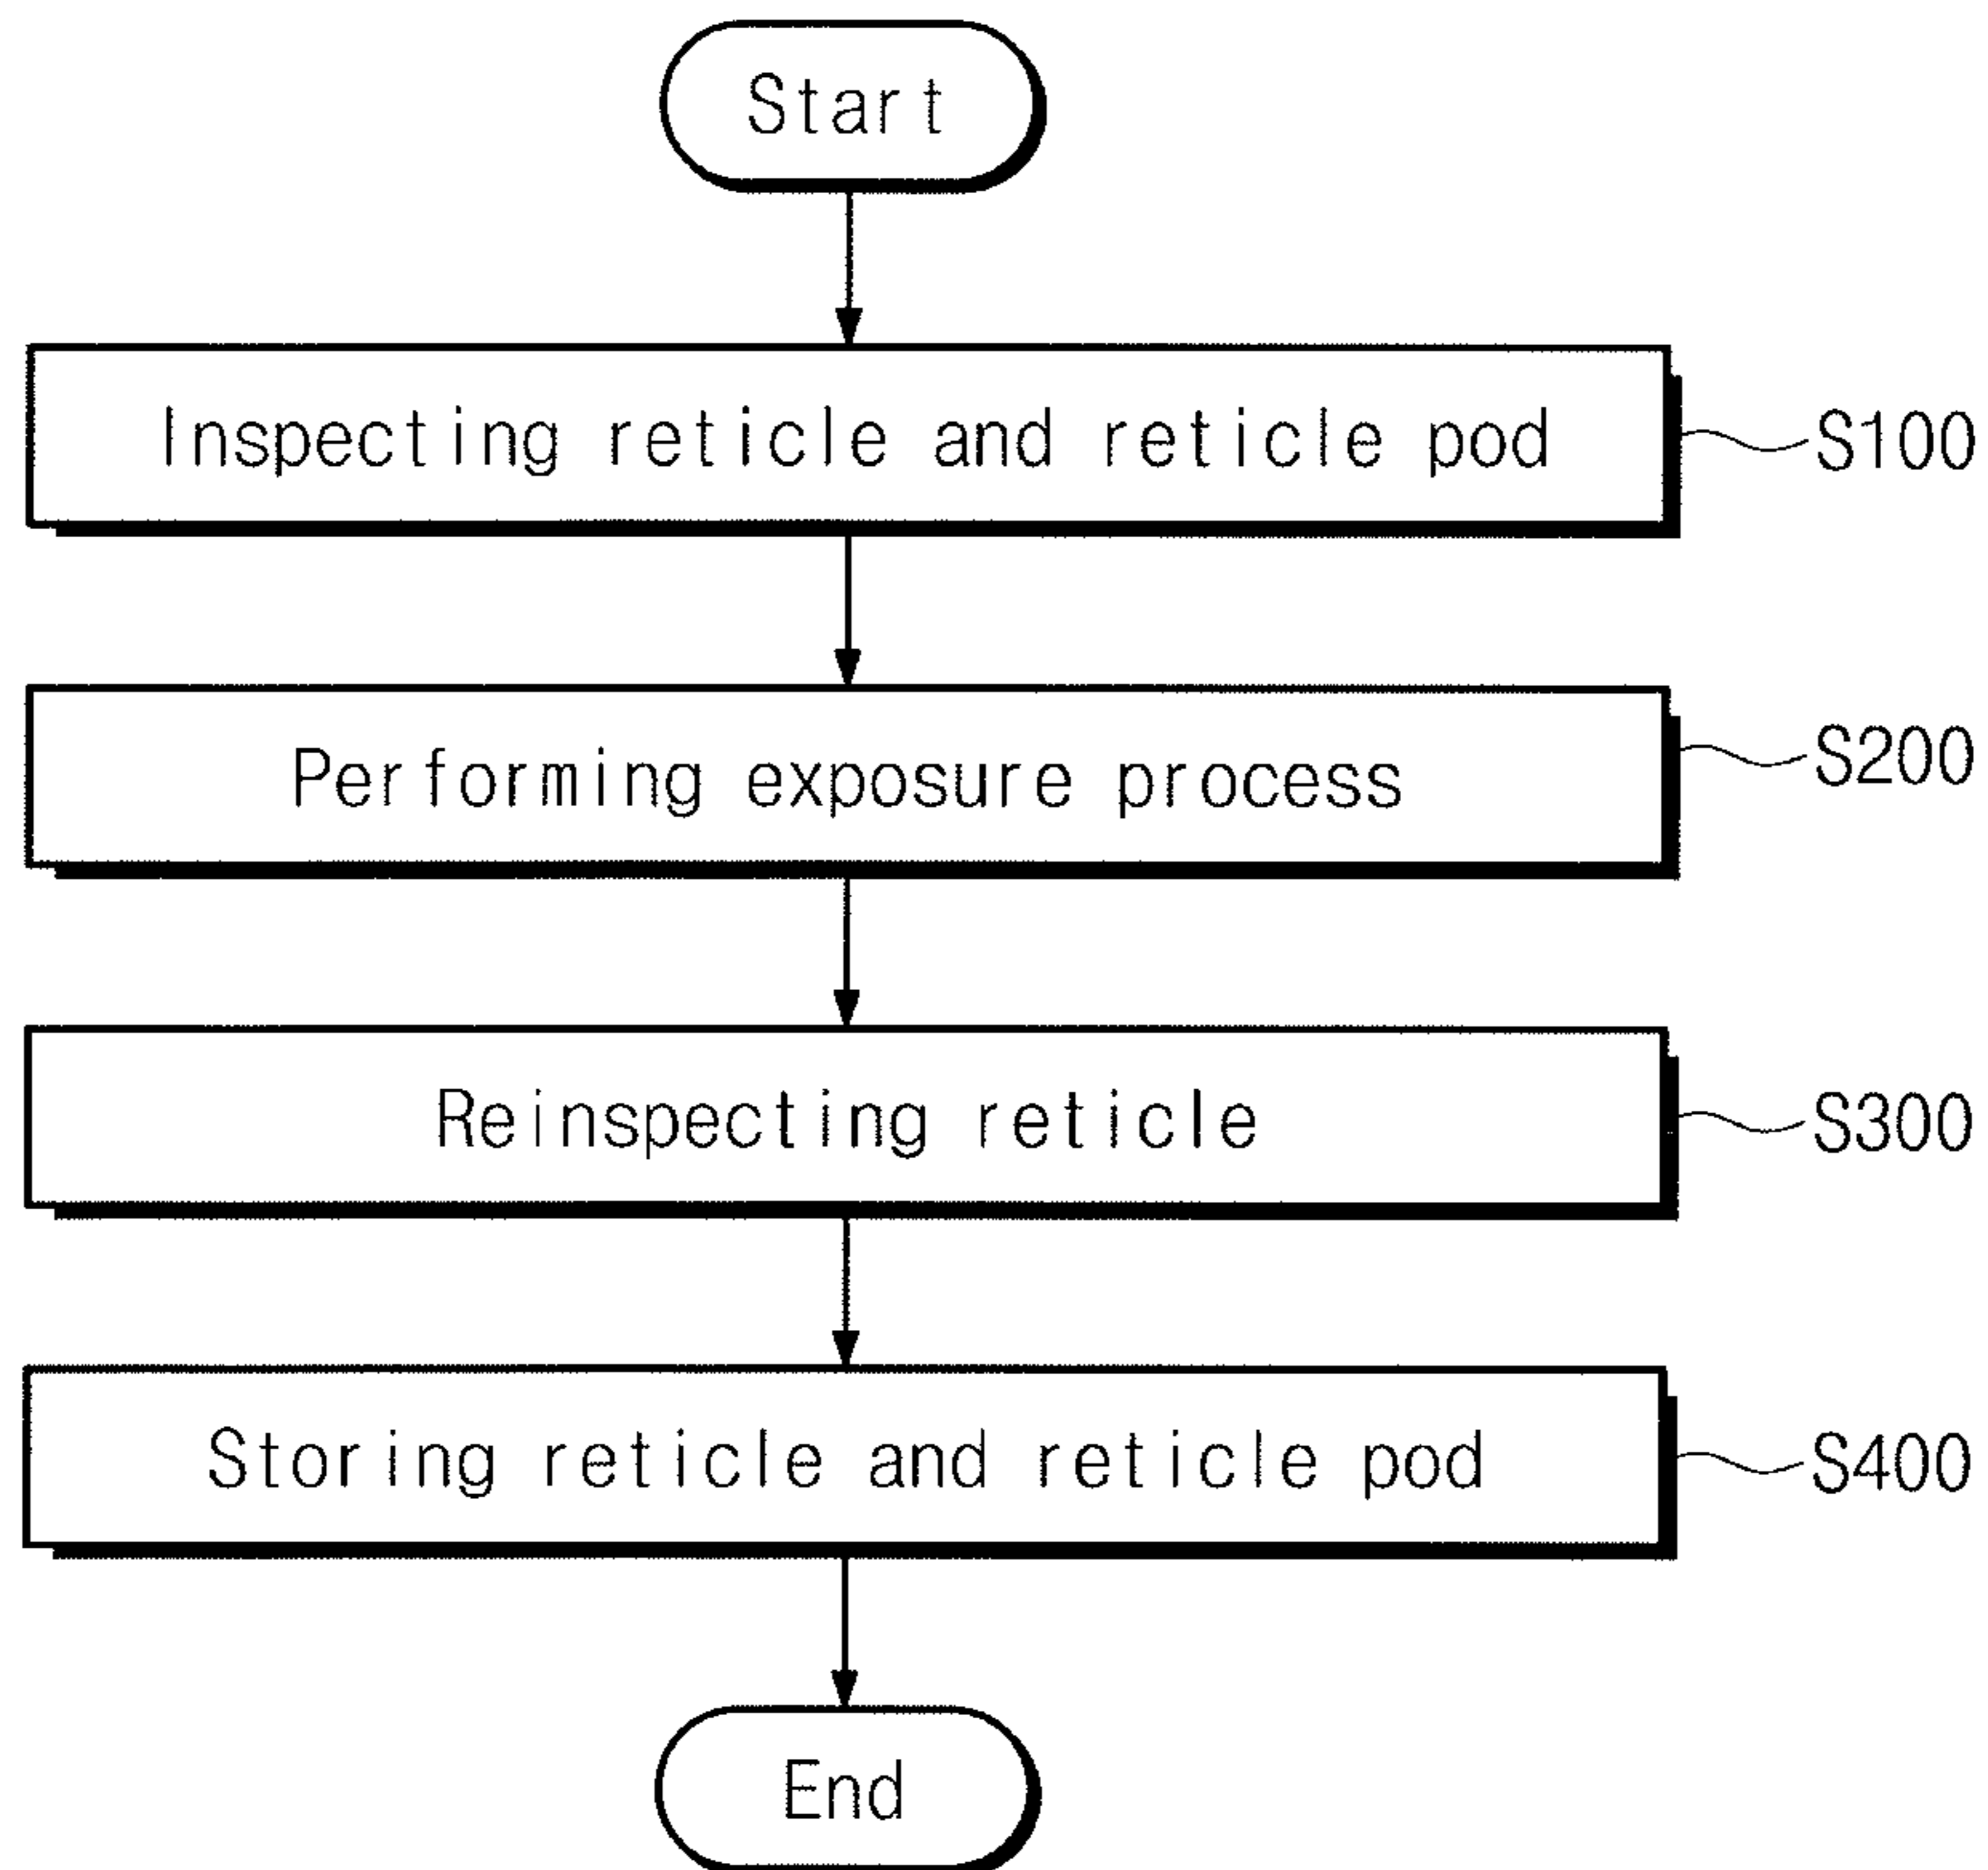 Start
Inspecting reticle and reticle pod
S100
Performing exposure process
S200
Reinspecting reticle
S300
Storing reticle and reticle pod
S400
End